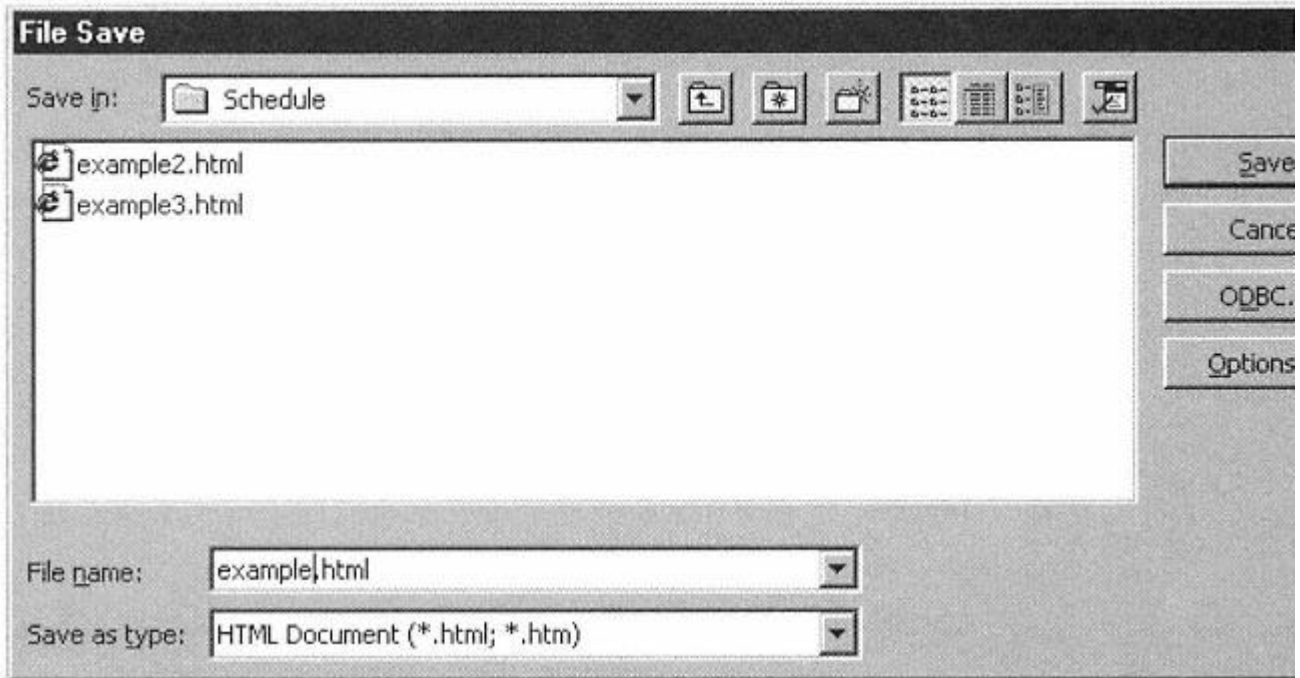 File Save
Save in: Schedule
example2.html
example3.html
Save
Cance
ODBC.
Options
File name: example.html
Save as type: HTML Document (*.html; *.htm)